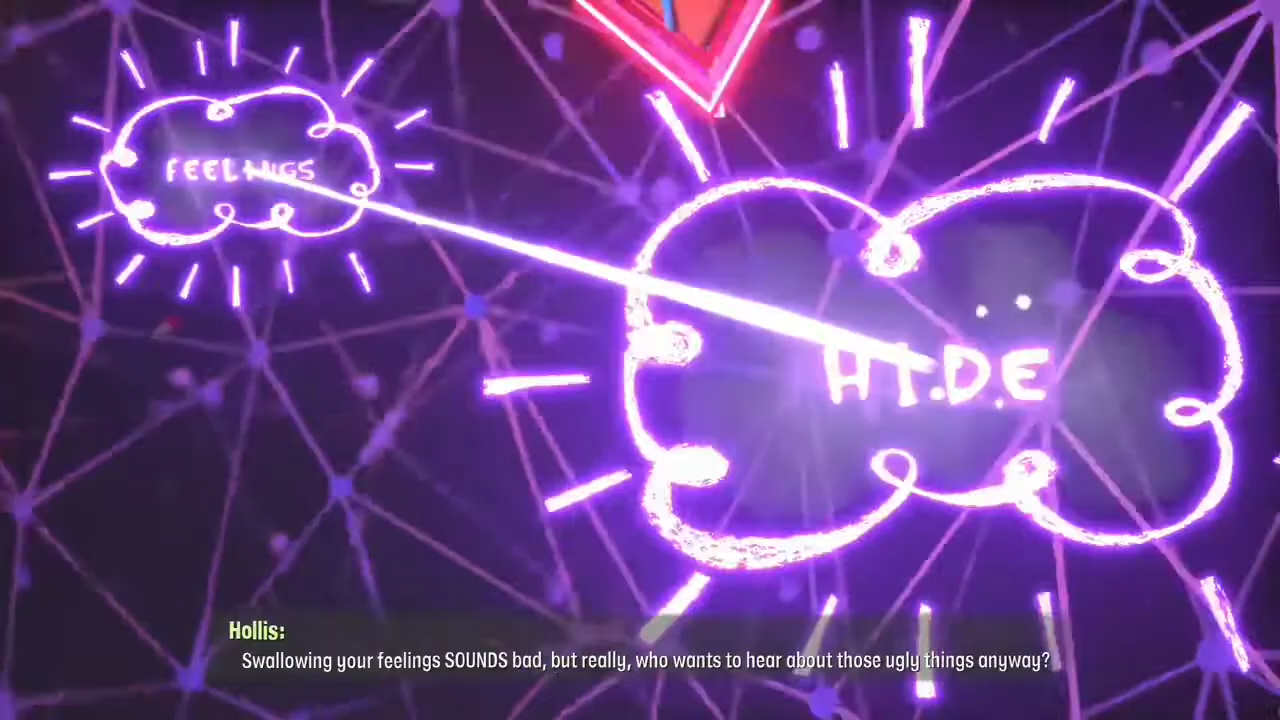 FEELINGS
HIDE
Hollis:
Swallowing your feelings SOUNDS bad, but really, who wants to hear about those ugly things anyway?